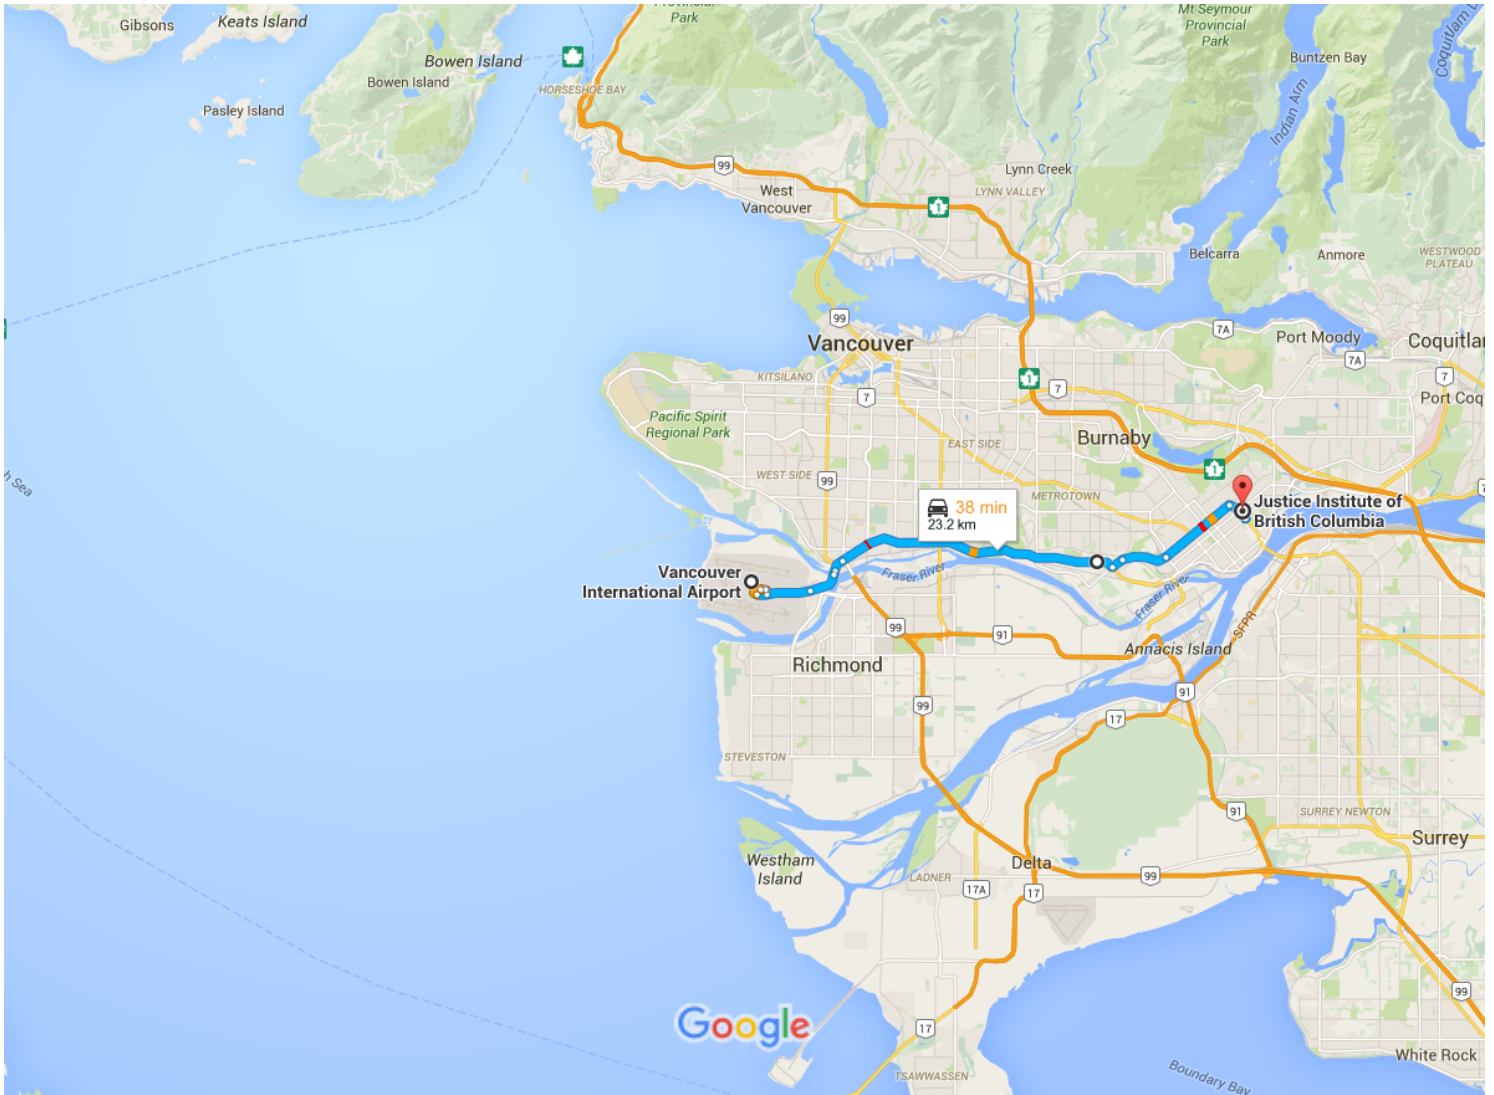 Provincial
Park
Mt Seymour
Provincial
Park
Gibsons
Keats Island
Bowen Island
Bowen Island
Pasley Island
HORSESHOE BAY
Buntzen Bay
Indian Arm
99
West
Vancouver
Lynn Creek
LYNN VALLEY
1
Belcarra
Anmore
WESTWOOD
PLATEAU
99
Vancouver
7A
Port Moody
7A
Coquitla
7
Port Coq
KITSILANO
7
1
7
Pacific Spirit
Regional Park
EAST SIDE
Burnaby
1
WEST SIDE
99
METROTOWN
38 min
23.2 km
Justice Institute of
British Columbia
Vancouver
International Airport
Fraser River
Fraser River
SFPR
99
91
Annacis Island
Richmond
91
99
17
STEVESTON
91
SURREY NEWTON
Surrey
Westham
Island
LADNER
Delta
17A
17
99
99
Google
17
TSAWWASSEN
White Rock
Boundary Bay